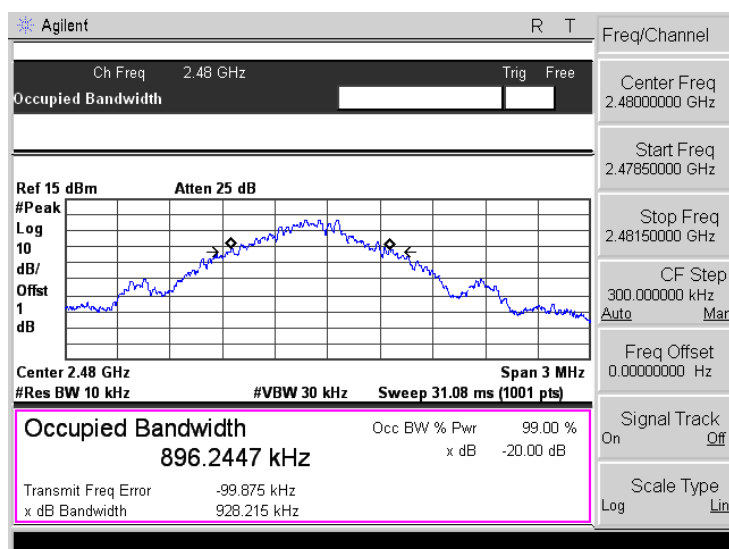 Agilent
R T
Ch Freq 2.48 GHz Trig Free
Occupied Bandwidth
Ref 15 dBm Atten 25 dB
#Peak
Log
10
dB/
Offst
1
dB
Center 2.48 GHz Span 3 MHz
#Res BW 10 kHz #VBW 30 kHz Sweep 31.08 ms (1001 pts)
Occupied Bandwidth
896.2447 kHz
Occ BW % Pwr 99.00 %
x dB -20.00 dB
Transmit Freq Error -99.875 kHz
x dB Bandwidth 928.215 kHz
Freq/Channel
Center Freq
2.48000000 GHz
Start Freq
2.47850000 GHz
Stop Freq
2.48150000 GHz
CF Step
300.000000 kHz
Auto Mar
Freq Offset
0.00000000 Hz
Signal Track
On Off
Scale Type
Log Lin